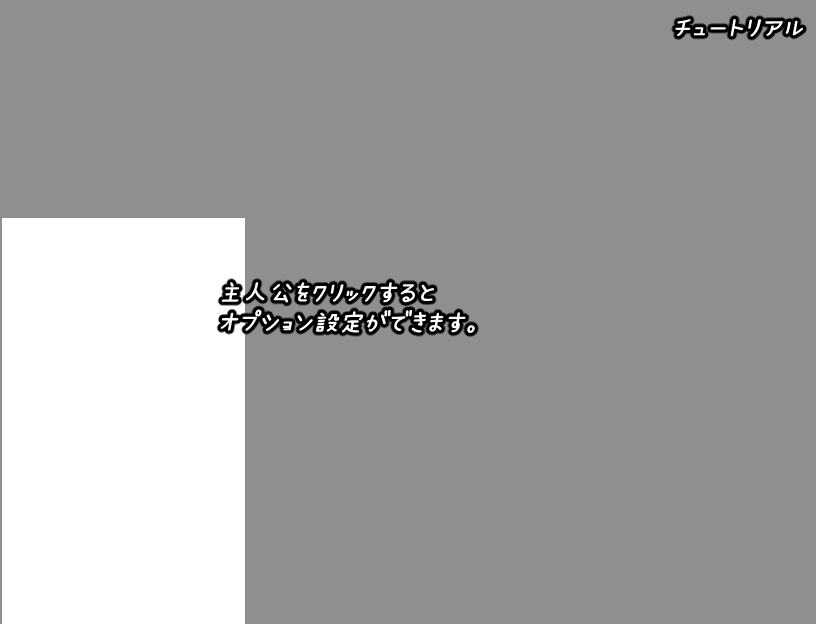 チュートリアル
主人公をクリックすると
オプション設定ができます。